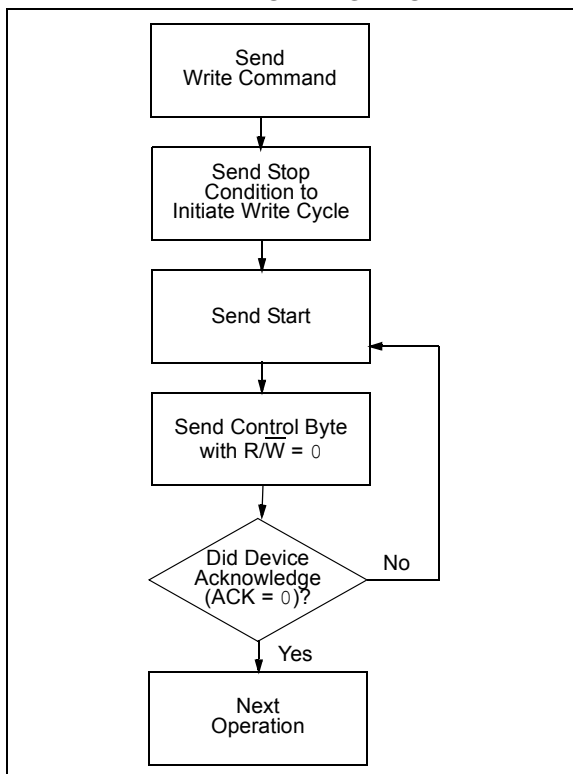 Send
Write Command
Send Stop
Condition to
Initiate Write Cycle
Send Start
Send Control Byte
with R/W̅ = 0
Did Device
Acknowledge
(ACK = 0)?
No
Yes
Next
Operation